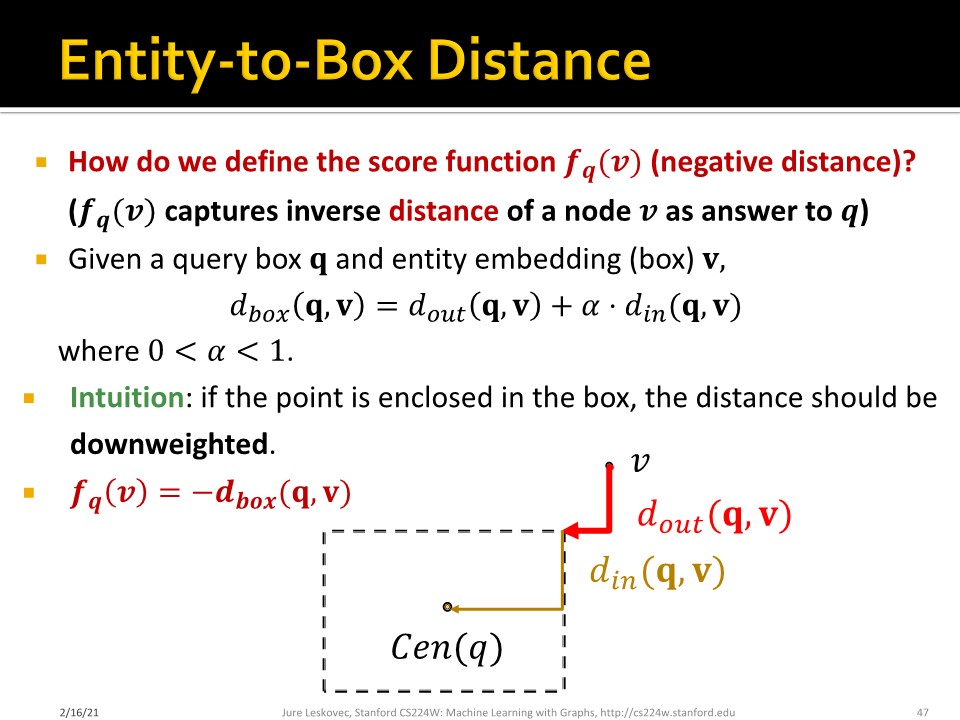 Entity-to-Box Distance
How do we define the score function 𝒇𝒒(𝒗) (negative distance)?
(𝒇𝒒(𝒗) captures inverse distance of a node 𝒗 as answer to 𝒒)
Given a query box 𝐪 and entity embedding (box) 𝐯,
𝑑𝑏𝑜𝑥(𝐪, 𝐯) = 𝑑𝑜𝑢𝑡(𝐪, 𝐯) + 𝛼 ⋅ 𝑑𝑖𝑛(𝐪, 𝐯)
where 0 < 𝛼 < 1.
Intuition: if the point is enclosed in the box, the distance should be
downweighted.
𝑣
𝒇𝒒(𝒗) = −𝒅𝒃𝒐𝒙(𝐪, 𝐯)
𝑑𝑜𝑢𝑡(𝐪, 𝐯)
𝑑𝑖𝑛(𝐪, 𝐯)
𝐶𝑒𝑛(𝑞)
2/16/21
Jure Leskovec, Stanford CS224W: Machine Learning with Graphs, http://cs224w.stanford.edu
47